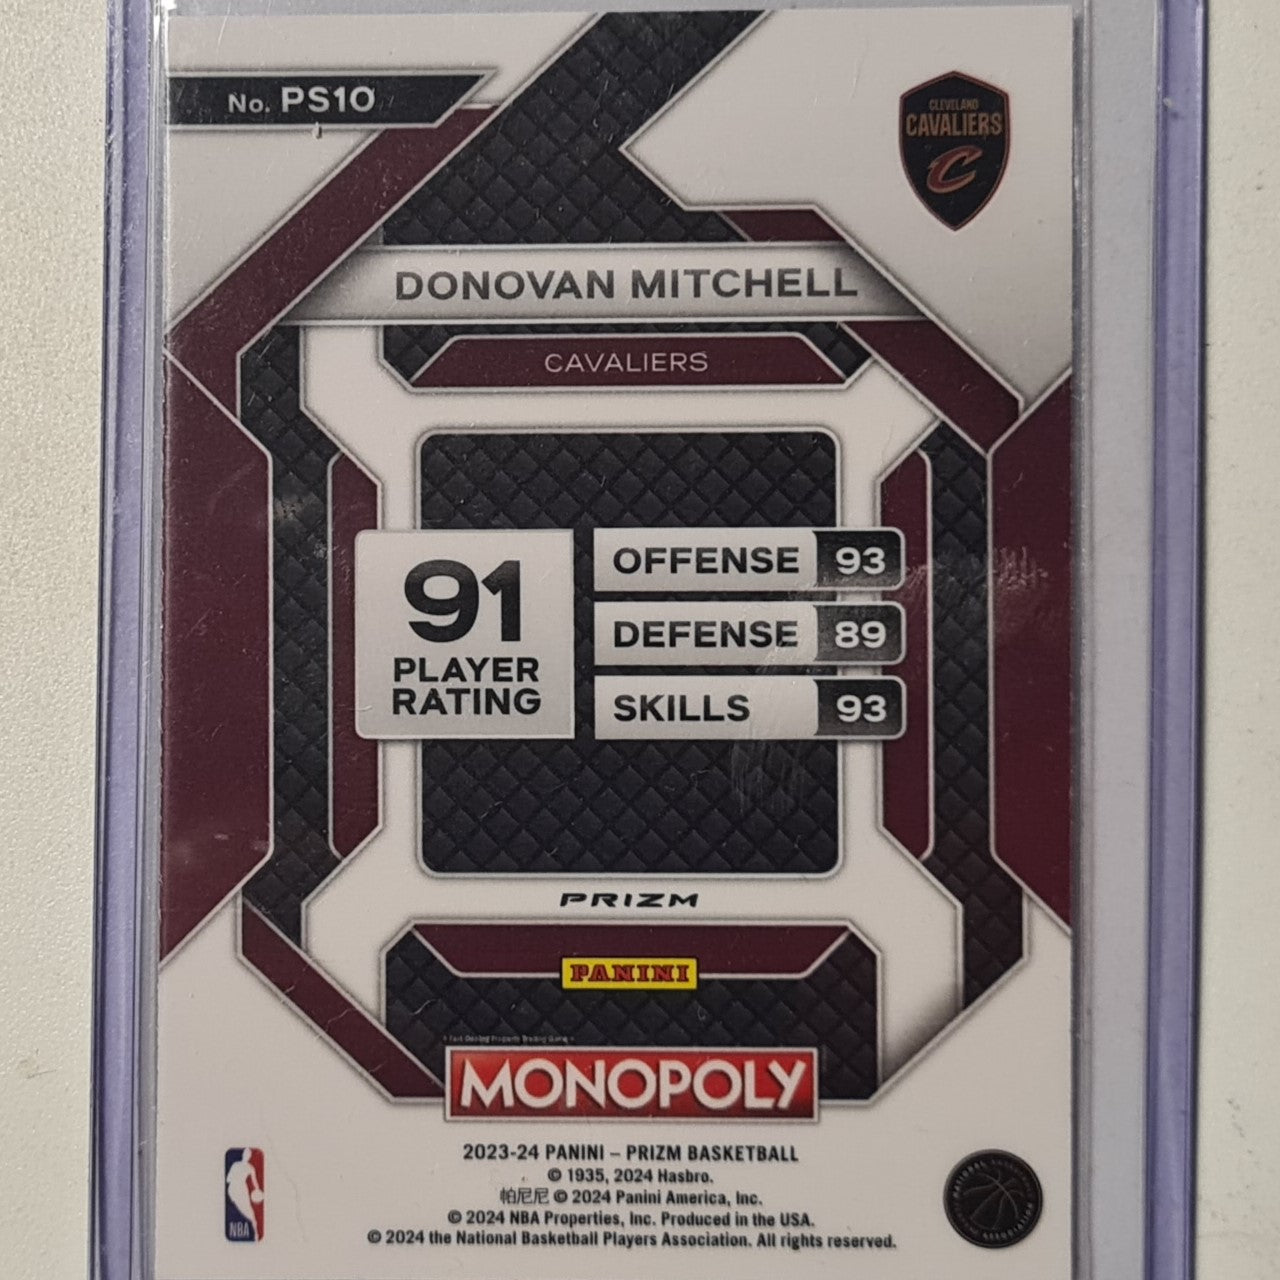 No. PS10
CLEVELAND
CAVALIERS
C
DONOVAN MITCHELL
CAVALIERS
91
PLAYER
RATING
OFFENSE 93
DEFENSE 89
SKILLS 93
PRIZM
PANINI
MONOPOLY
2023-24 PANINI – PRIZM BASKETBALL
© 1935, 2024 Hasbro.
帕尼尼 © 2024 Panini America, Inc.
© 2024 NBA Properties, Inc. Produced in the USA.
© 2024 the National Basketball Players Association. All rights reserved.
NBA